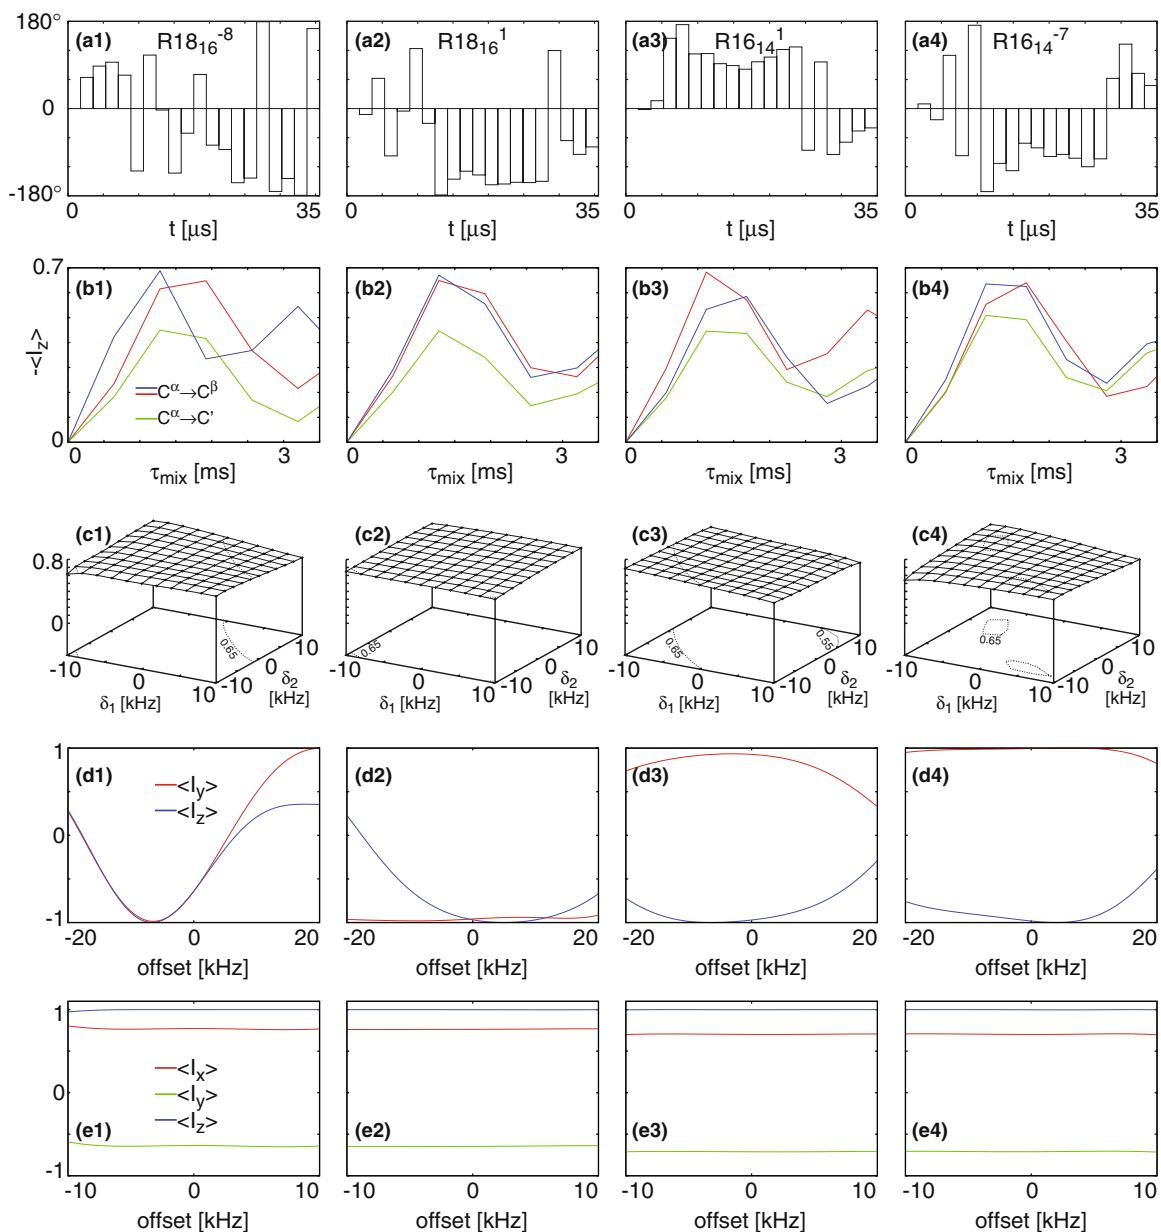 180°
0
-180°
(a1) R18₁₆⁻⁸
(a2) R18₁₆¹
(a3) R16₁₄¹
(a4) R16₁₄⁻⁷
0 35
0 35
0 35
0 35
t [μs]
t [μs]
t [μs]
t [μs]
0.7
0
-<I_z>
(b1)
(b2)
(b3)
(b4)
C^α→C^β
C^α→C'
0 3
0 3
0 3
0 3
τ_mix [ms]
τ_mix [ms]
τ_mix [ms]
τ_mix [ms]
(c1)
(c2)
(c3)
(c4)
0.8
0
0.65
0.65
0.65
0.55
0.65
-10 0 10
-10 0 10
-10 0 10
-10 0 10
-10 0 10
-10 0 10
-10 0 10
-10 0 10
δ₁ [kHz]
δ₂ [kHz]
δ₁ [kHz]
δ₂ [kHz]
δ₁ [kHz]
δ₂ [kHz]
δ₁ [kHz]
δ₂ [kHz]
1
0
-1
(d1)
(d2)
(d3)
(d4)
<I_y>
<I_z>
-20 0 20
-20 0 20
-20 0 20
-20 0 20
offset [kHz]
offset [kHz]
offset [kHz]
offset [kHz]
1
0
-1
<I_x>
<I_y>
<I_z>
(e1)
(e2)
(e3)
(e4)
-10 0 10
-10 0 10
-10 0 10
-10 0 10
offset [kHz]
offset [kHz]
offset [kHz]
offset [kHz]